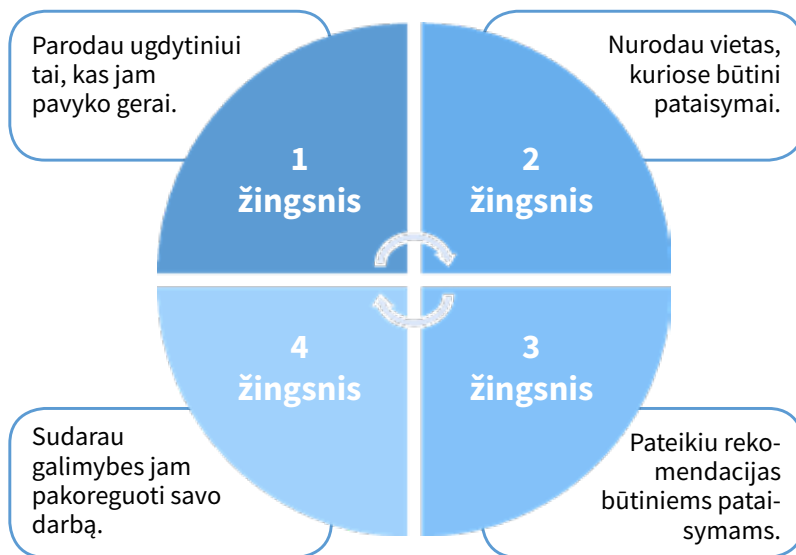 Parodau ugdytiniui
tai, kas jam
pavyko gerai.
Nurodau vietas,
kuriose būtini
pataisymai.
1
žingsnis
2
žingsnis
4
žingsnis
3
žingsnis
Sudarau
galimybes jam
pakoreguoti savo
darbą.
Pateikiu reko-
mendacijas
būtiniems patai-
symams.